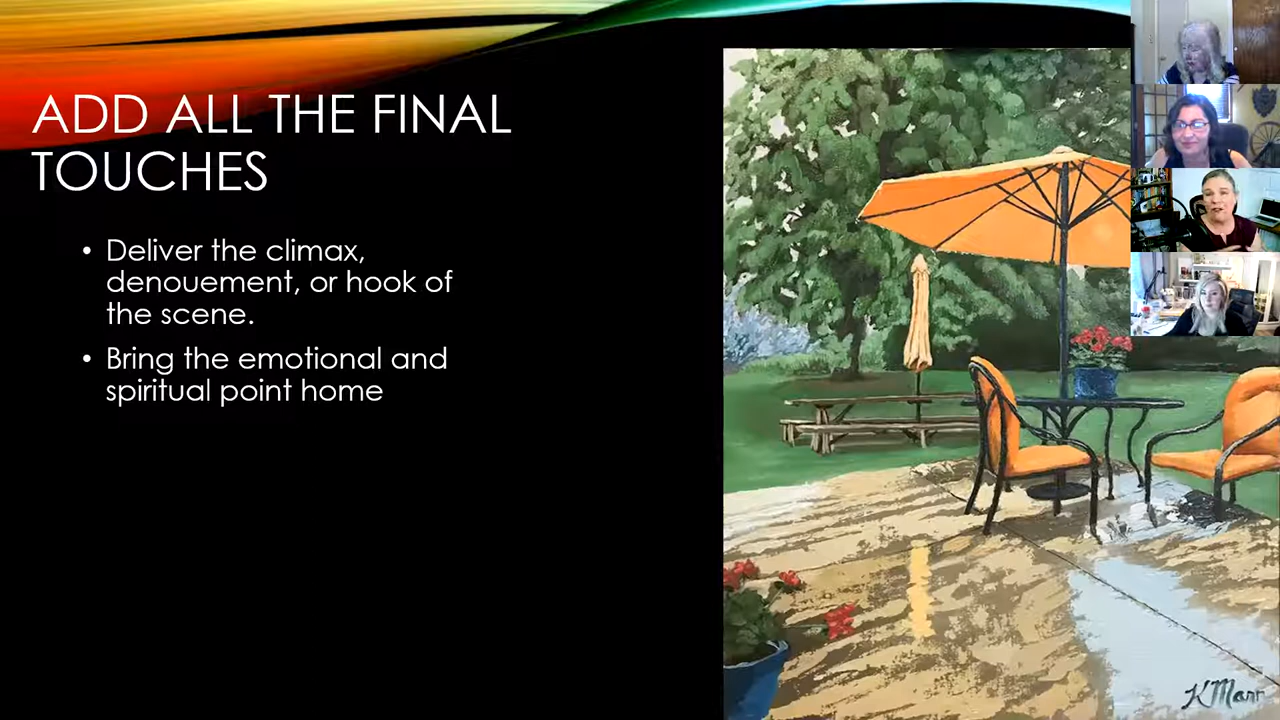 ADD ALL THE FINAL
TOUCHES
• Deliver the climax,
denouement, or hook of
the scene.
• Bring the emotional and
spiritual point home
KMarr